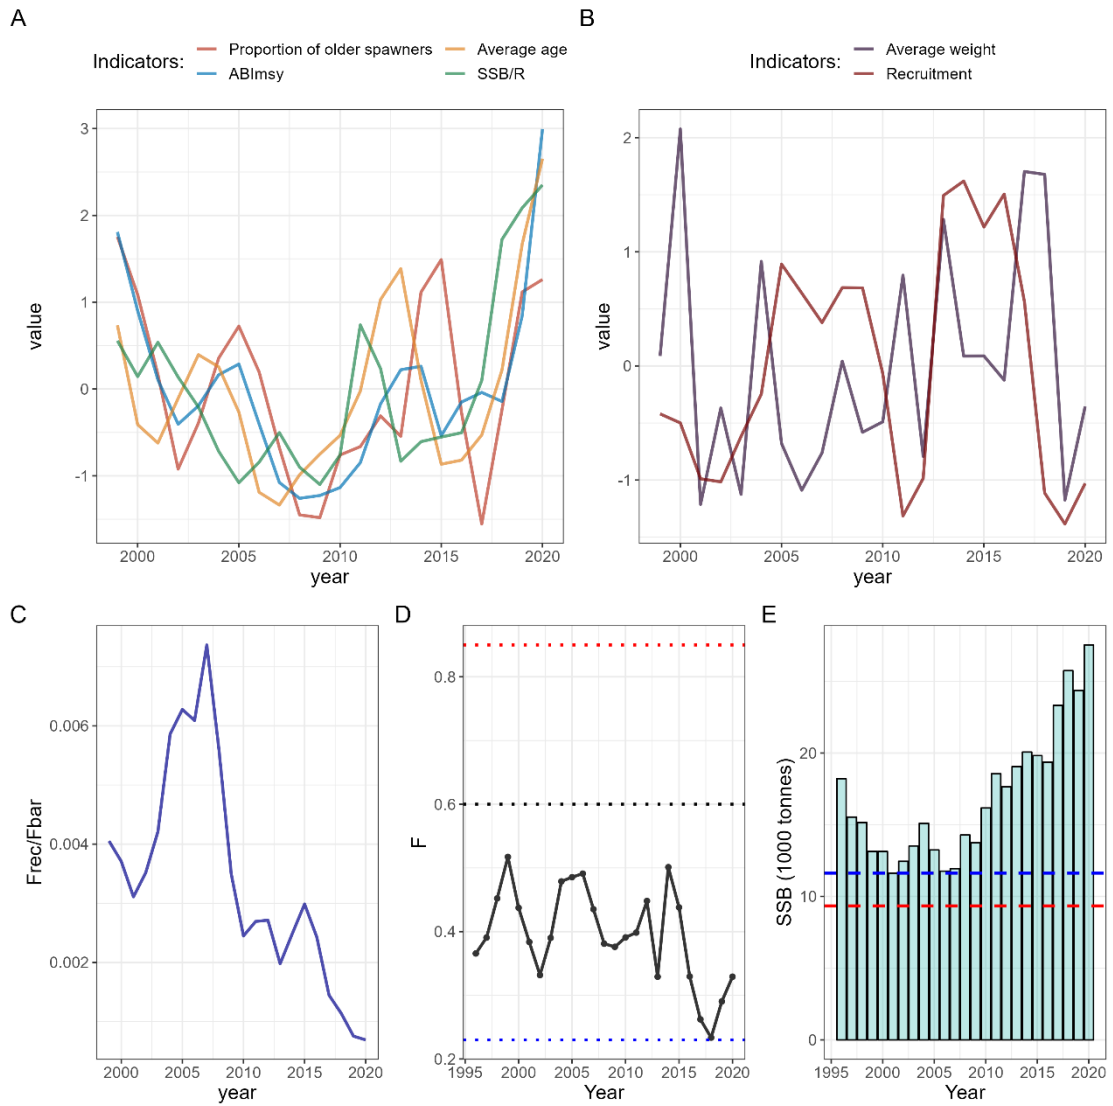 A
Indicators:
Proportion of older spawners
Average age
ABImsy
SSB/R
3
2
1
0
-1
value
2000
2005
2010
2015
2020
year
B
Indicators:
Average weight
Recruitment
2
1
0
-1
value
2000
2005
2010
2015
2020
year
C
0.006
0.004
0.002
Frec/Fbar
2000
2005
2010
2015
2020
year
D
0.8
0.6
0.4
0.2
F
1995
2000
2005
2010
2015
2020
Year
E
20
10
0
SSB (1000 tonnes)
1995
2000
2005
2010
2015
2020
Year